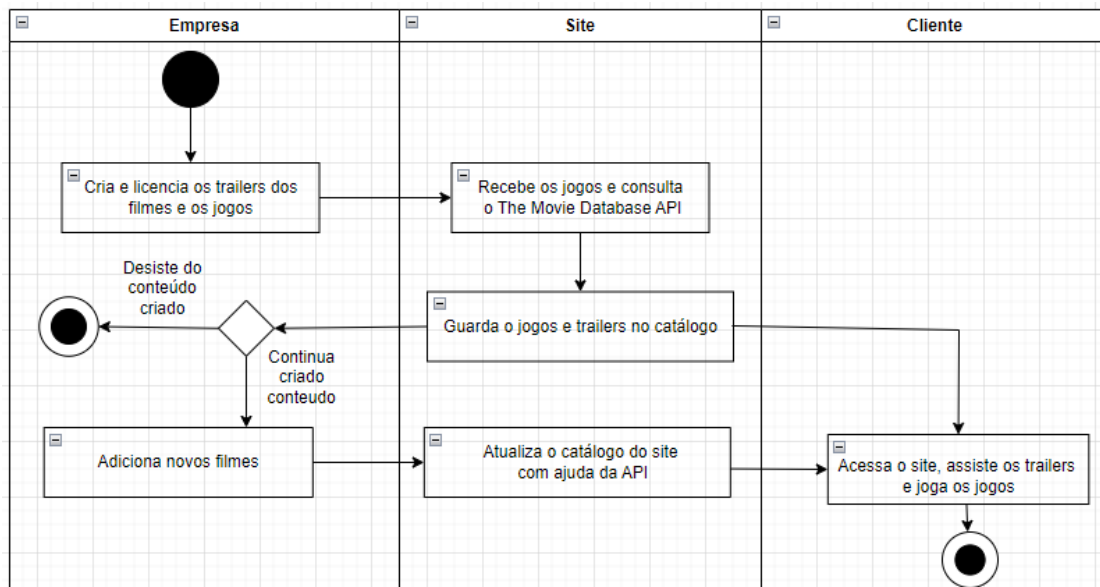 Empresa
Site
Cliente
Cria e licencia os trailers dos
filmes e os jogos
Recebe os jogos e consulta
o The Movie Database API
Desiste do
conteúdo
criado
Guarda o jogos e trailers no catálogo
Continua
criado
conteudo
Adiciona novos filmes
Atualiza o catálogo do site
com ajuda da API
Acessa o site, assiste os trailers
e joga os jogos